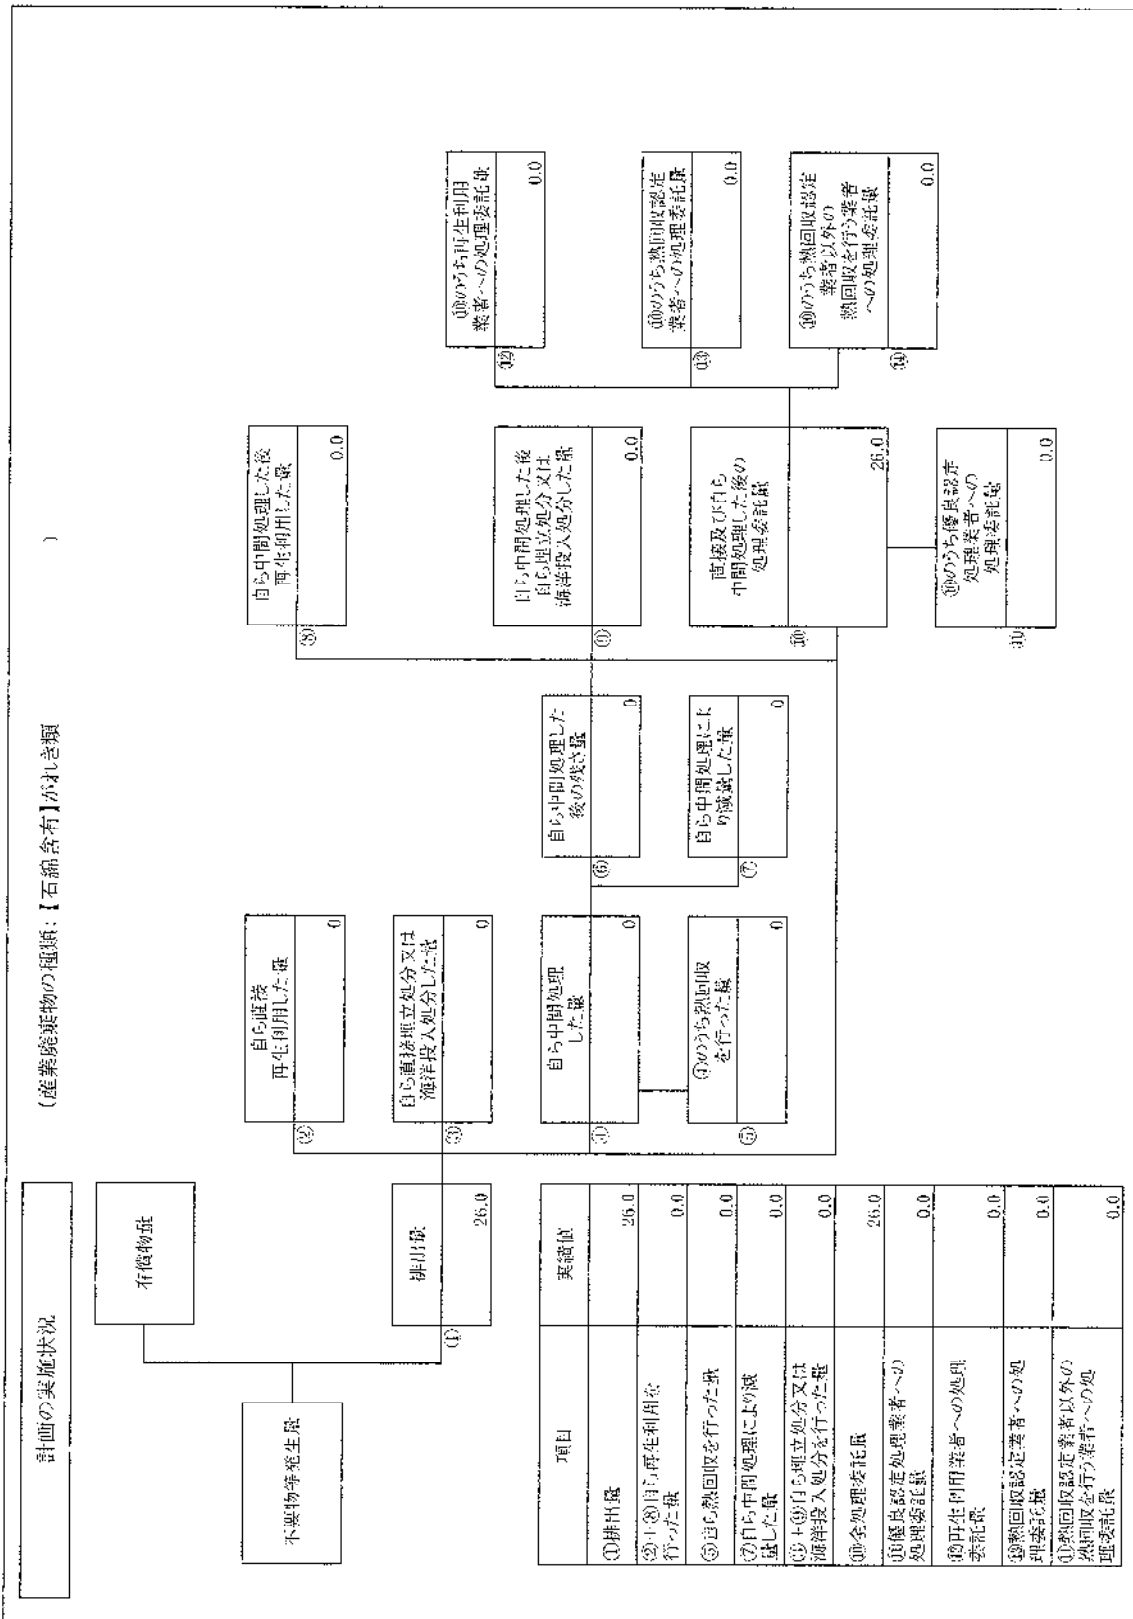 計画の実施状況
（産業廃棄物の種類：【石綿含有】がれき類　　　）
不要物等発生量
有償物量
①
排出量
26.0
②
自ら直接
再生利用した量
0
③
自ら直接埋立処分又は
海洋投入処分した量
0
④
自ら中間処理
した量
0
⑤
④のうち熱回収
を行った量
0
⑥
自ら中間処理した
後の残さ量
0
⑦
自ら中間処理によ
り減量した量
0
⑧
自ら中間処理した後
再生利用した量
0.0
⑨
自ら中間処理した後
自ら埋立処分又は
海洋投入処分した量
0.0
⑩
直接及び自ら
中間処理した後の
処理委託量
26.0
⑪
⑩のうち優良認定
処理業者への
処理委託量
0.0
⑫
⑩のうち再生利用
業者への処理委託量
0.0
⑬
⑩のうち熱回収認定
業者への処理委託量
0.0
⑭
⑩のうち熱回収認定
業者以外の
熱回収を行う業者
への処理委託量
0.0
項目
実績値
①排出量
26.0
②+⑧自ら再生利用を
行った量
0.0
⑤自ら熱回収を行った量
0.0
⑦自ら中間処理により減
量した量
0.0
③+⑨自ら埋立処分又は
海洋投入処分を行った量
0.0
⑩全処理委託量
26.0
⑪優良認定処理業者への
処理委託量
0.0
⑫再生利用業者への処理
委託量
0.0
⑬熱回収認定業者への処
理委託量
0.0
⑭熱回収認定業者以外の
熱回収を行う業者への処
理委託量
0.0